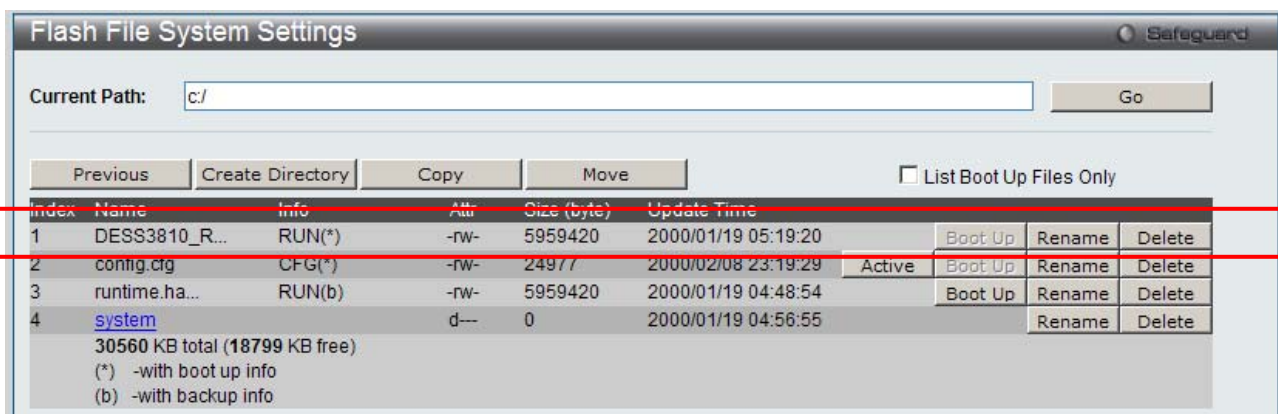 Flash File System Settings
Safeguard
Current Path: c:/ Go
Previous Create Directory Copy Move List Boot Up Files Only
Index Name Info Attr Size (byte) Update Time
1 DESS3810_R... RUN(*) -rw- 5959420 2000/01/19 05:19:20 Boot Up Rename Delete
2 config.cfg CFG(*) -rw- 24977 2000/02/08 23:19:29 Active Boot Up Rename Delete
3 runtime.ha... RUN(b) -rw- 5959420 2000/01/19 04:48:54 Boot Up Rename Delete
4 system d--- 0 2000/01/19 04:56:55 Rename Delete
30560 KB total (18799 KB free)
(*) -with boot up info
(b) -with backup info